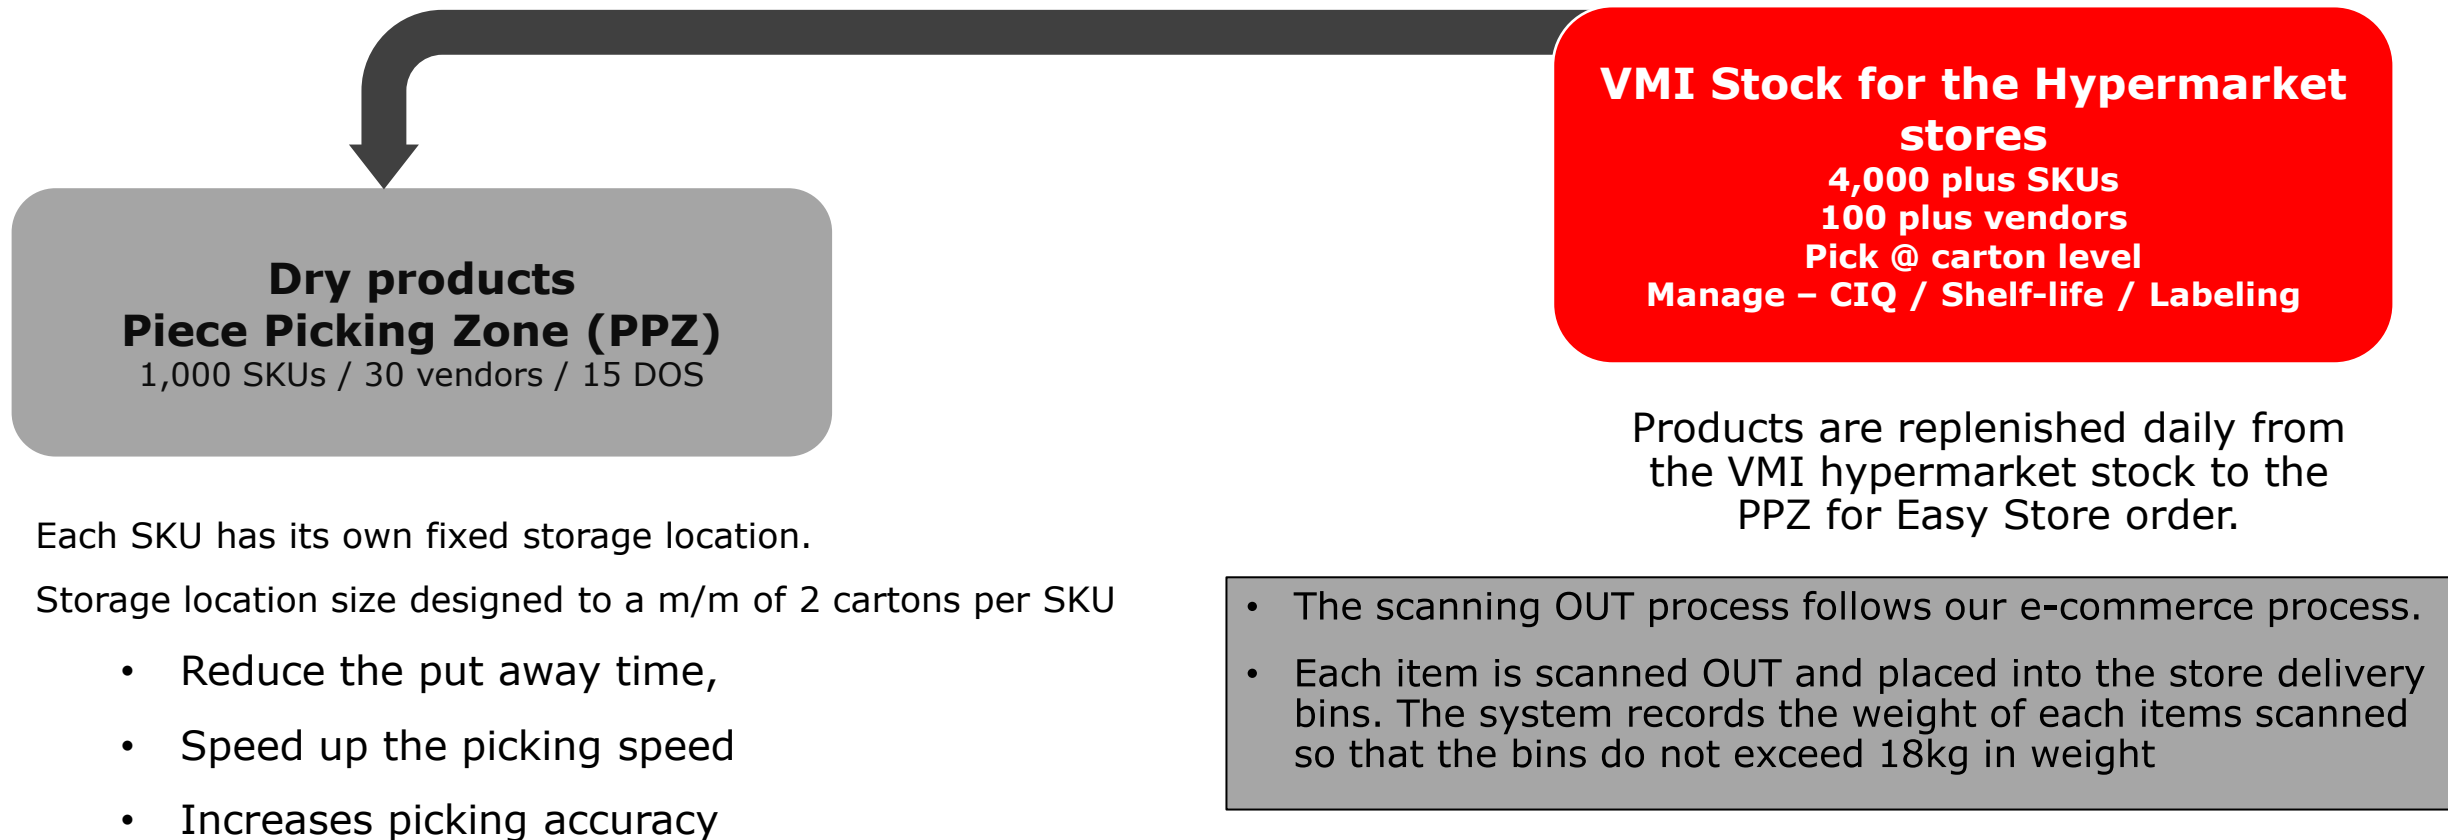 VMI Stock for the Hypermarket
stores
4,000 plus SKUs
100 plus vendors
Pick @ carton level
Manage – CIQ / Shelf-life / Labeling
Dry products
Piece Picking Zone (PPZ)
1,000 SKUs / 30 vendors / 15 DOS
Products are replenished daily from
the VMI hypermarket stock to the
PPZ for Easy Store order.
Each SKU has its own fixed storage location.
Storage location size designed to a m/m of 2 cartons per SKU
• Reduce the put away time,
• Speed up the picking speed
• Increases picking accuracy
• The scanning OUT process follows our e-commerce process.
• Each item is scanned OUT and placed into the store delivery
bins. The system records the weight of each items scanned
so that the bins do not exceed 18kg in weight